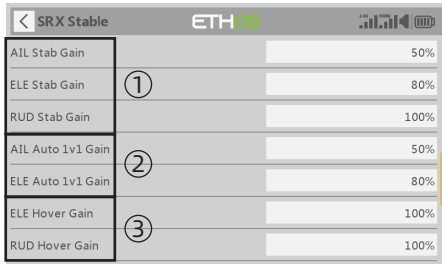 SRX Stable ETHOS
AIL Stab Gain 50%
ELE Stab Gain 80%
①
RUD Stab Gain 100%
AIL Auto 1v1 Gain 50%
②
ELE Auto 1v1 Gain 80%
ELE Hover Gain 100%
③
RUD Hover Gain 100%